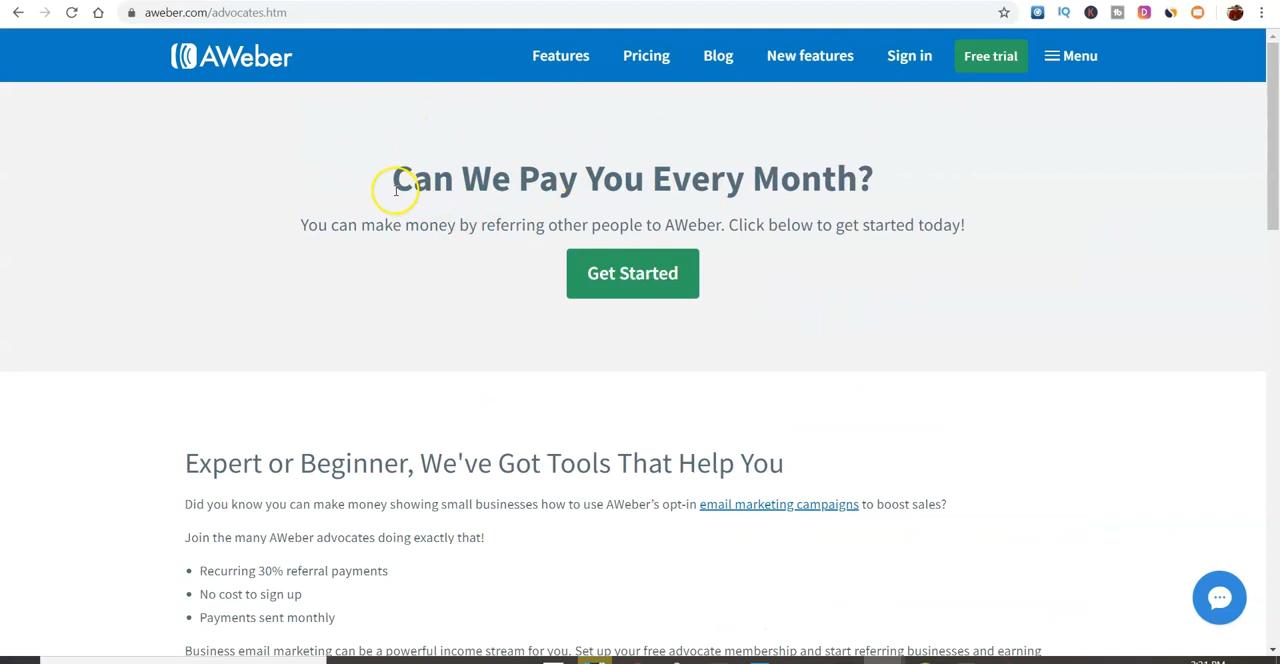 aweber.com/advocates.htm
AWeber
Features Pricing Blog New features Sign in Free trial Menu
Can We Pay You Every Month?
You can make money by referring other people to AWeber. Click below to get started today!
Get Started
Expert or Beginner, We've Got Tools That Help You
Did you know you can make money showing small businesses how to use AWeber’s opt-in email marketing campaigns to boost sales?
Join the many AWeber advocates doing exactly that!
Recurring 30% referral payments
No cost to sign up
Payments sent monthly
Business email marketing can be a powerful income stream for you. Set up your free advocate membership and start referring businesses and earning